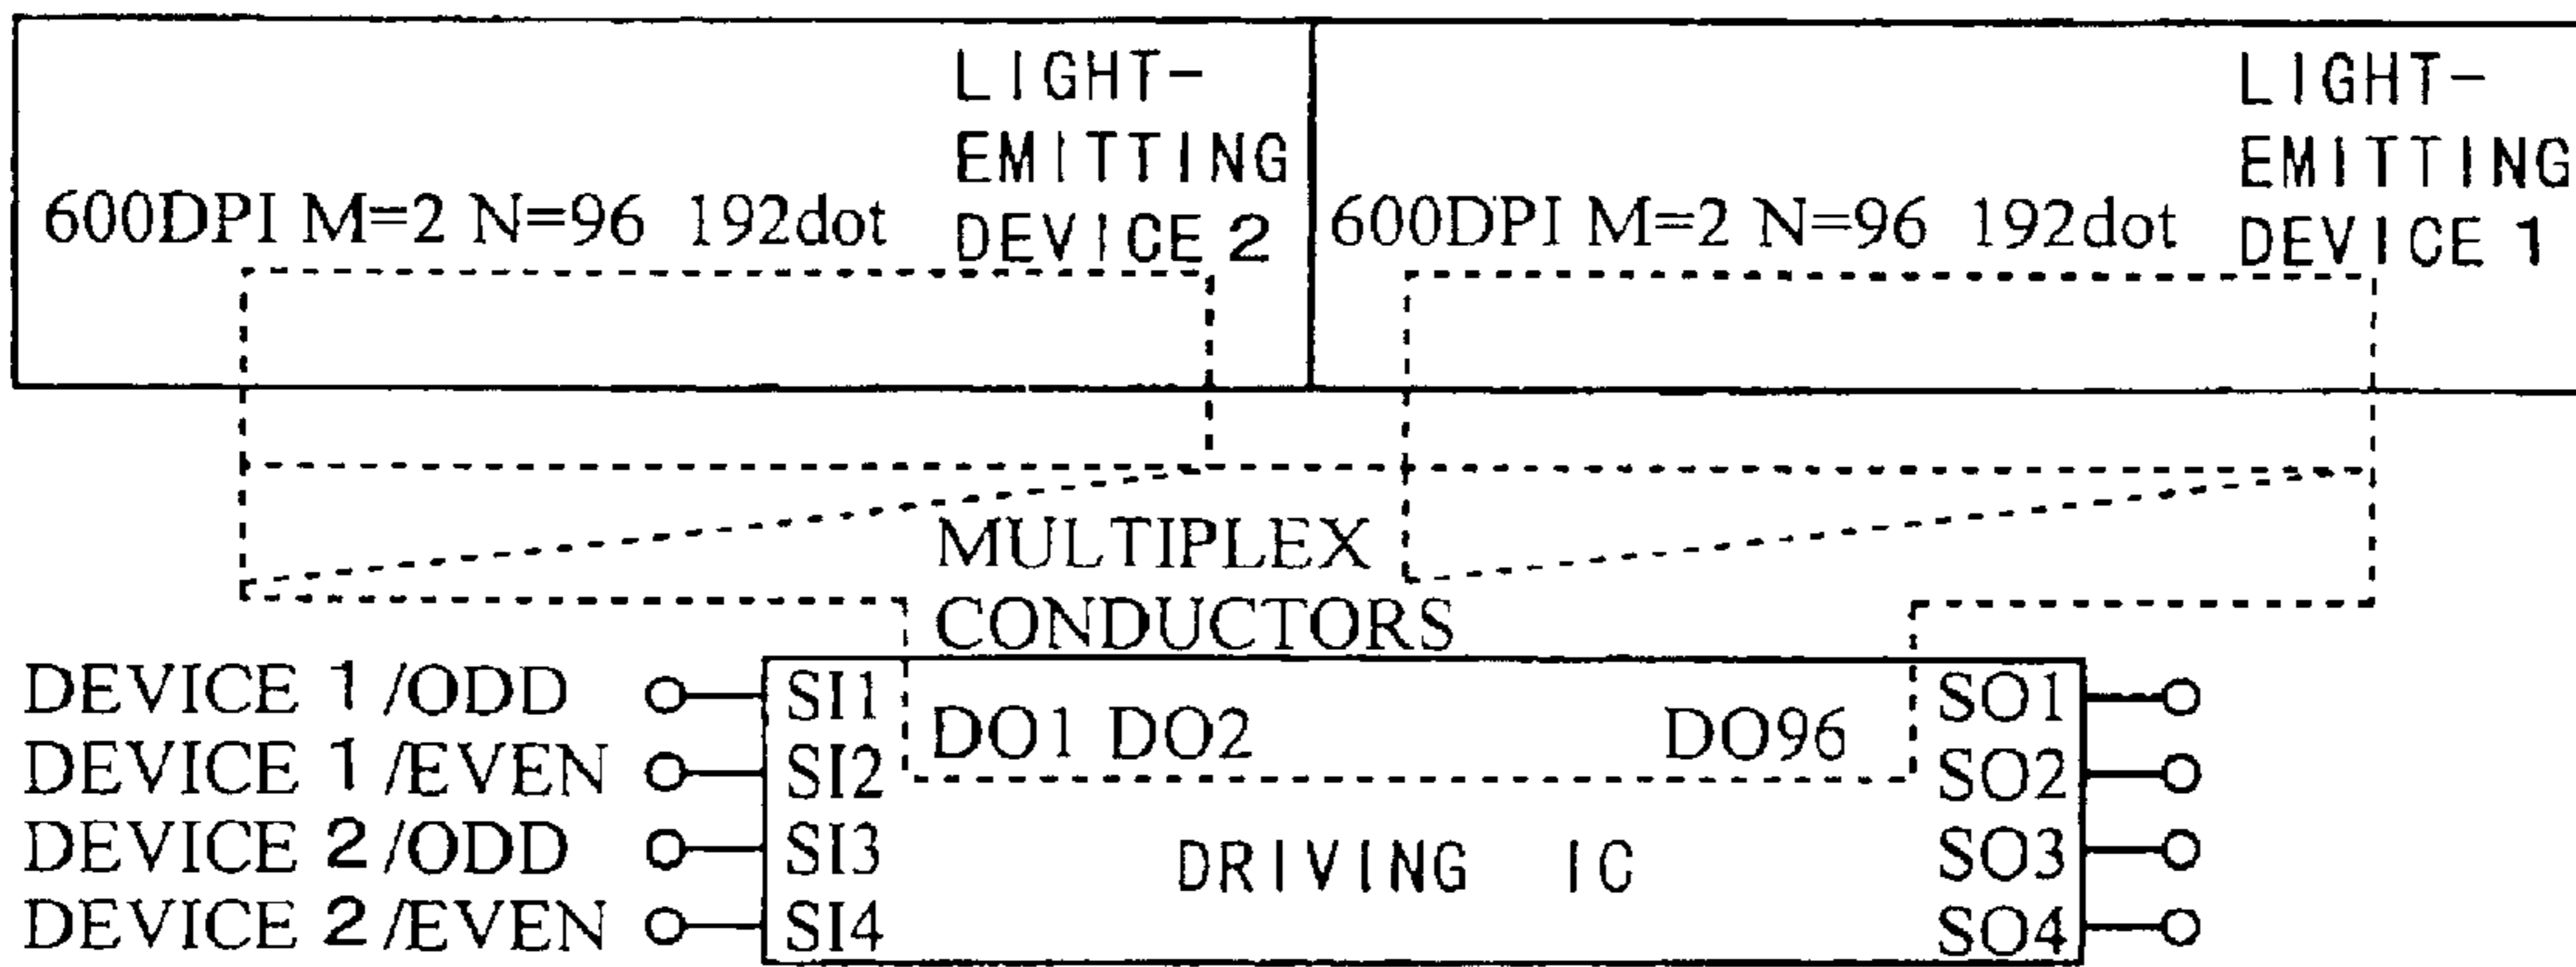 LIGHT-
EMITTING
DEVICE 2
600DPI M=2 N=96 192dot
LIGHT-
EMITTING
DEVICE 1
600DPI M=2 N=96 192dot
MULTIPLEX
CONDUCTORS
DEVICE 1/ODD
DEVICE 1/EVEN
DEVICE 2/ODD
DEVICE 2/EVEN
SI1
SI2
SI3
SI4
DO1 DO2 DO96
DRIVING IC
SO1
SO2
SO3
SO4